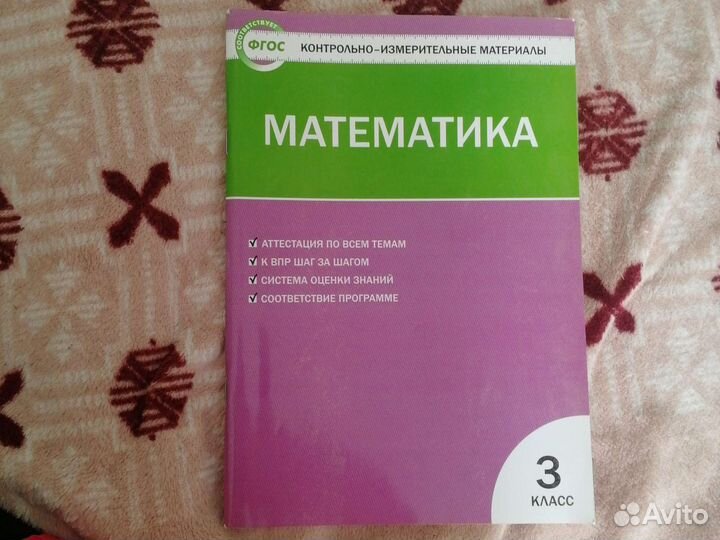 СООТВЕТСТВУЕТ
ФГОС
КОНТРОЛЬНО-ИЗМЕРИТЕЛЬНЫЕ МАТЕРИАЛЫ
МАТЕМАТИКА
АТТЕСТАЦИЯ ПО ВСЕМ ТЕМАМ
К ВПР ШАГ ЗА ШАГОМ
СИСТЕМА ОЦЕНКИ ЗНАНИЙ
СООТВЕТСТВИЕ ПРОГРАММЕ
3
КЛАСС
Avito